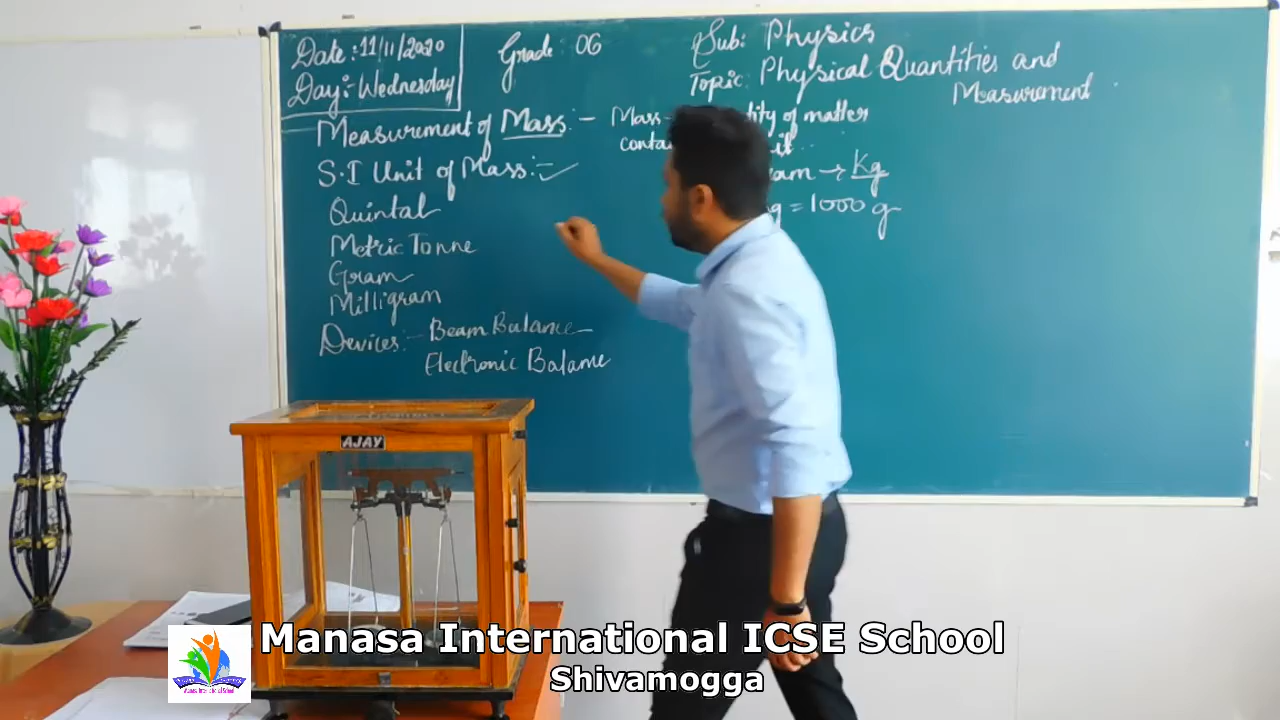 Date: 11/11/2020
Day: Wednesday
Grade: 06
Sub: Physics
Topic: Physical Quantities and
Measurement
Measurement of Mass:- Mass- of matter
S.I Unit of Mass:-
Kg
Quintal
= 1000 g
Metric Tonne
Gram
Milligram
Devices:- Beam Balance
Electronic Balance
AJAY
Manasa International ICSE School
Shivamogga